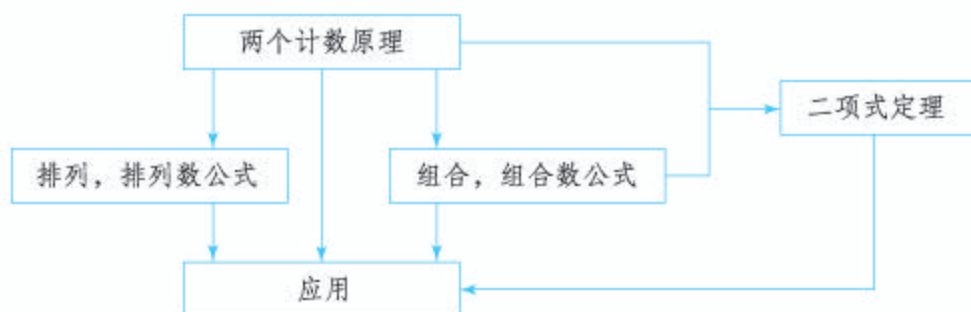 两个计数原理
二项式定理
排列，排列数公式
组合，组合数公式
应用